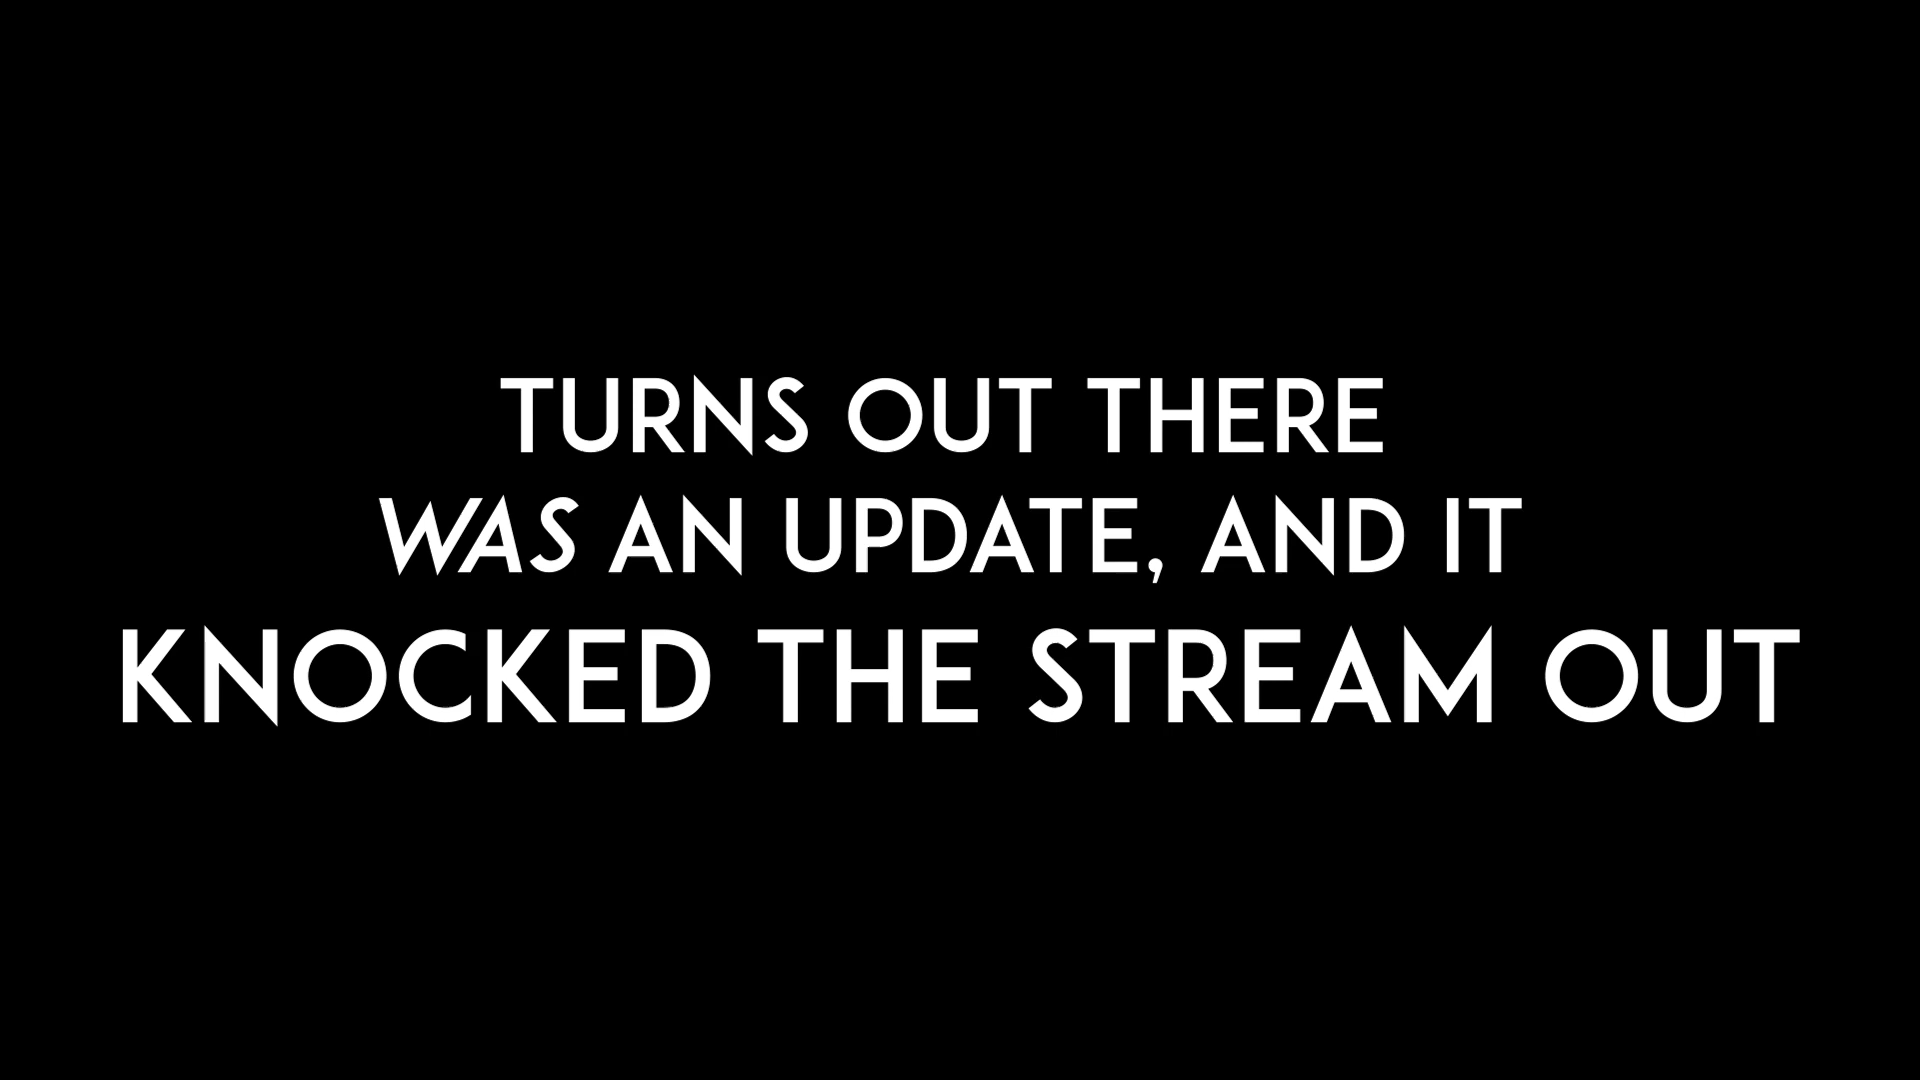 TURNS OUT THERE
WAS AN UPDATE, AND IT
KNOCKED THE STREAM OUT